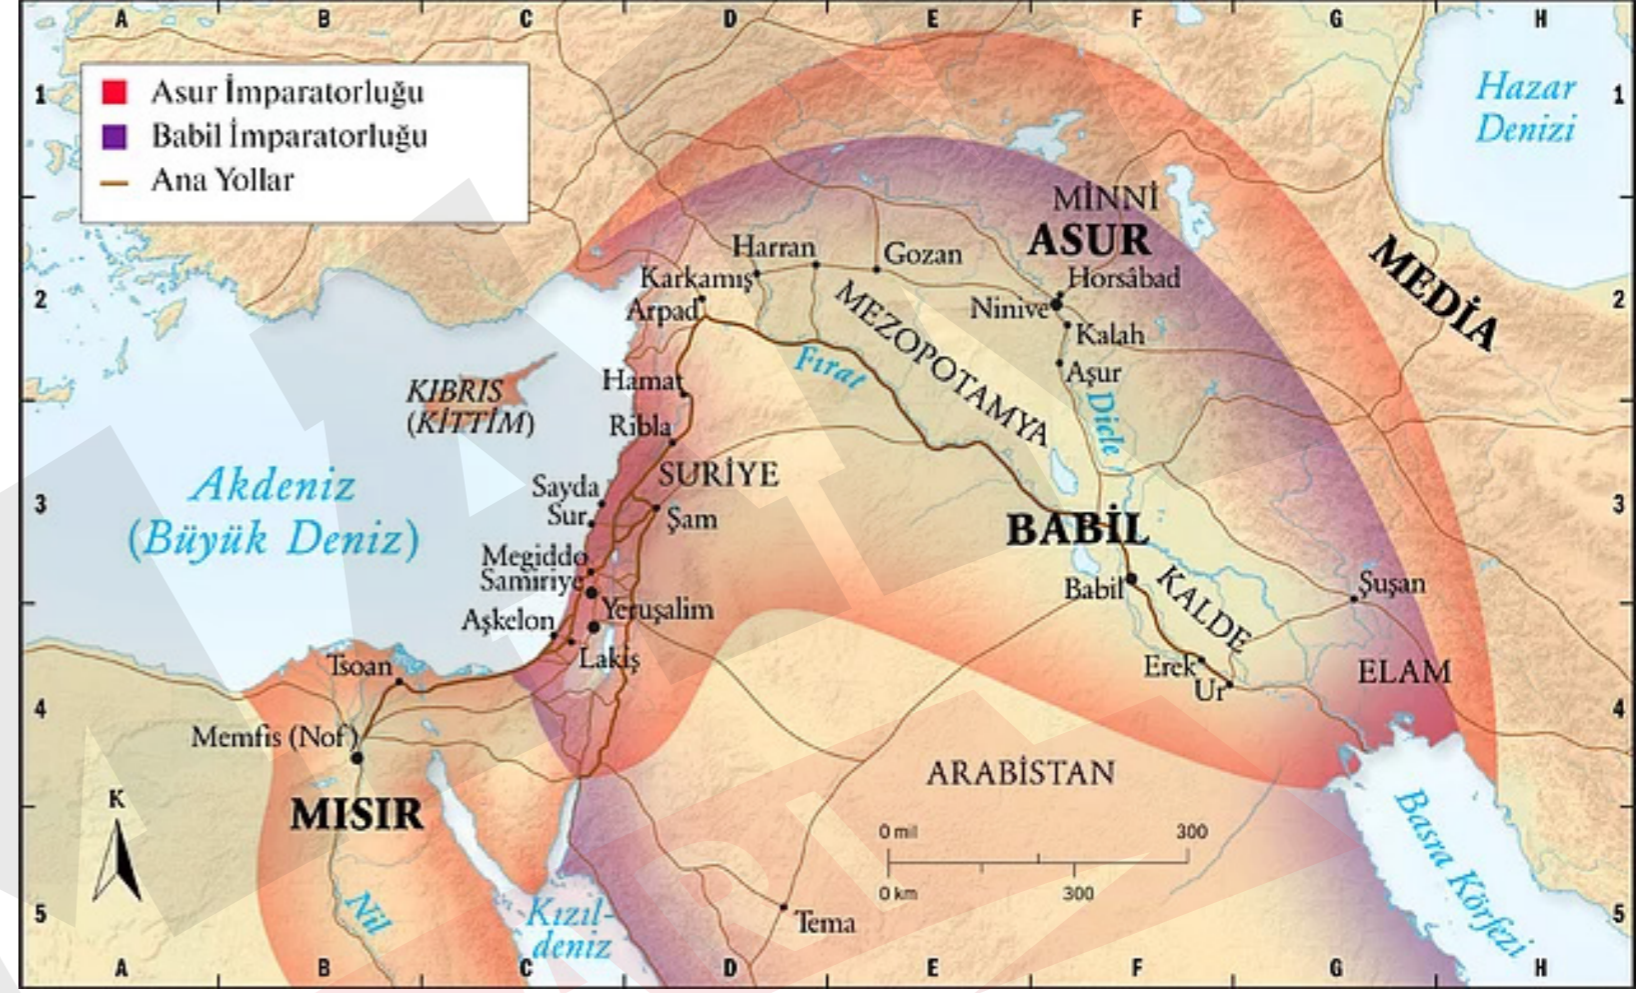 A B C D E F G H
1 1
Asur İmparatorluğu
Babil İmparatorluğu
Ana Yollar
Hazar
Denizi
MİNNİ
ASUR
MEDİA
Harran
Gozan
Karkamış
Horsâbad
2 2
Arpad
Ninive
MEZOPOTAMYA
Kalah
Fırat
Aşur
Hamat
KIBRIS
(KİTTİM)
Dicle
Ribla
SURİYE
Akdeniz
(Büyük Deniz)
Sayda
3 3
Sur
Şam
BABİL
Megiddo
Samiriye
Babil
KALDE
Şuşan
Yeruşalim
Aşkelon
Lakiş
Tsoan
Erek
ELAM
Ur
4 4
Memfis (Nof)
ARABİSTAN
K
MISIR
0 mil 300
0 km 300
Basra Körfezi
Nil
5 5
Kızıl-
deniz
Tema
A B C D E F G H